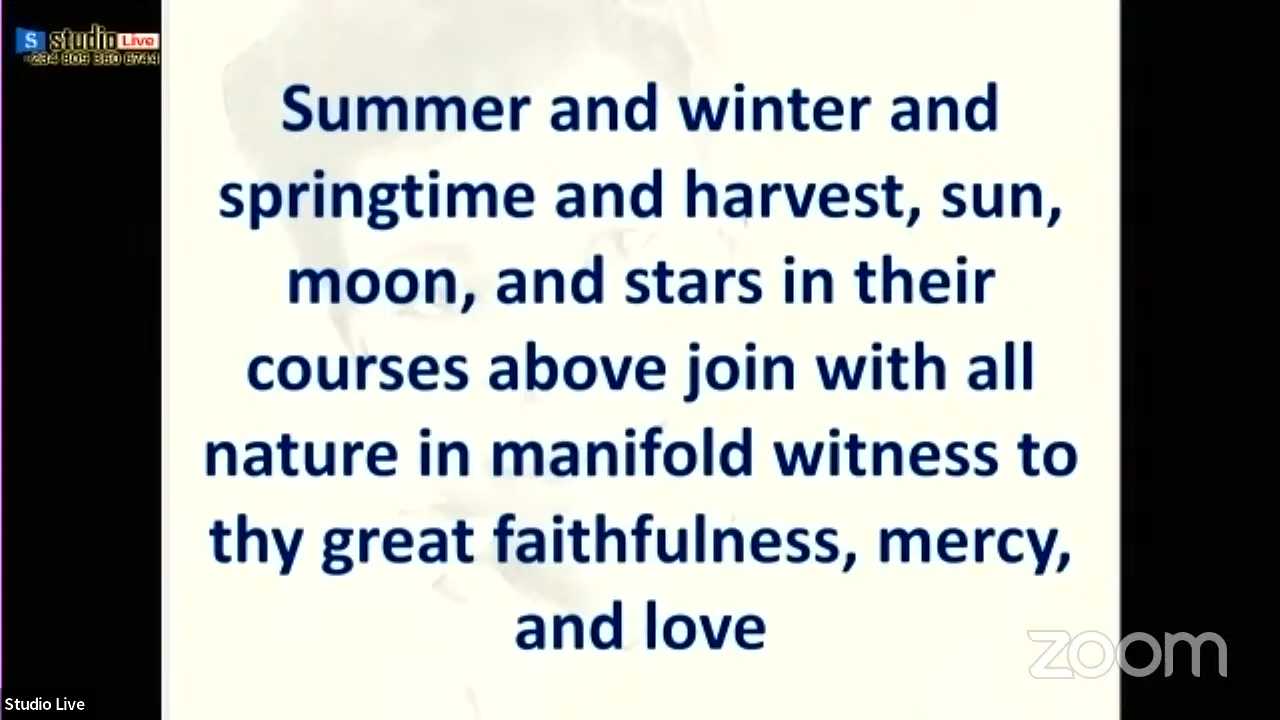 S studio Live
Summer and winter and
springtime and harvest, sun,
moon, and stars in their
courses above join with all
nature in manifold witness to
thy great faithfulness, mercy,
and love
zoom
Studio Live